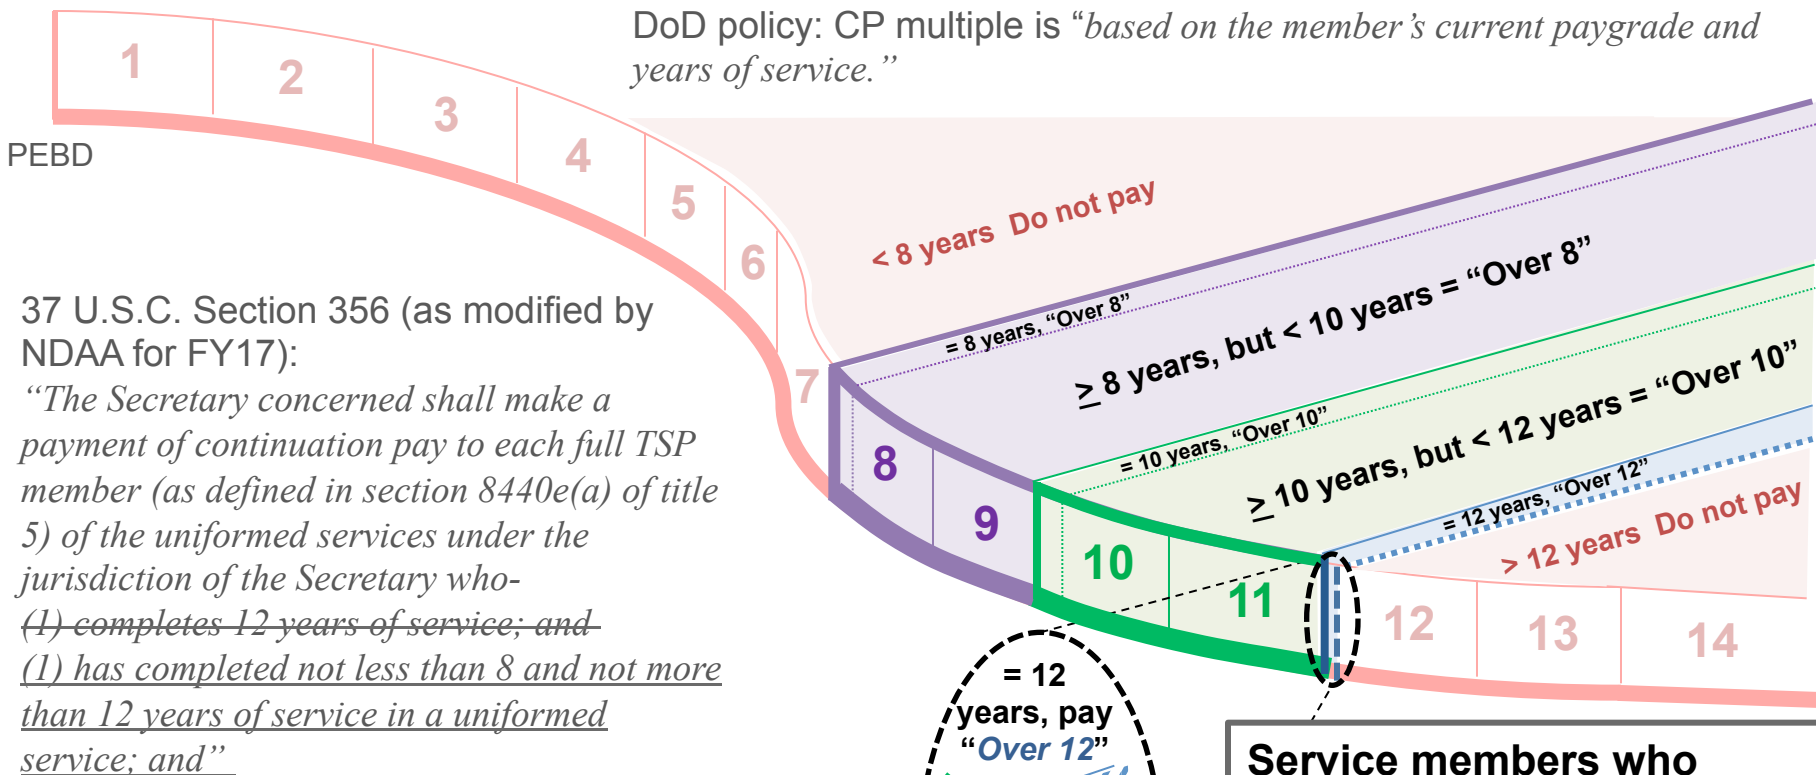 DoD policy: CP multiple is “based on the member’s current paygrade and
years of service.”
1
2
3
4
5
6
7
PEBD
< 8 years Do not pay
37 U.S.C. Section 356 (as modified by
NDAA for FY17):
“The Secretary concerned shall make a
payment of continuation pay to each full TSP
member (as defined in section 8440e(a) of title
5) of the uniformed services under the
jurisdiction of the Secretary who-
(1) completes 12 years of service; and
(1) has completed not less than 8 and not more
than 12 years of service in a uniformed
service; and”
= 8 years, “Over 8”
≥ 8 years, but < 10 years = “Over 8”
= 10 years, “Over 10”
≥ 10 years, but < 12 years = “Over 10”
= 12 years, “Over 12”
> 12 years Do not pay
8
9
10
11
12
13
14
= 12
years, pay
“Over 12”
Service members who